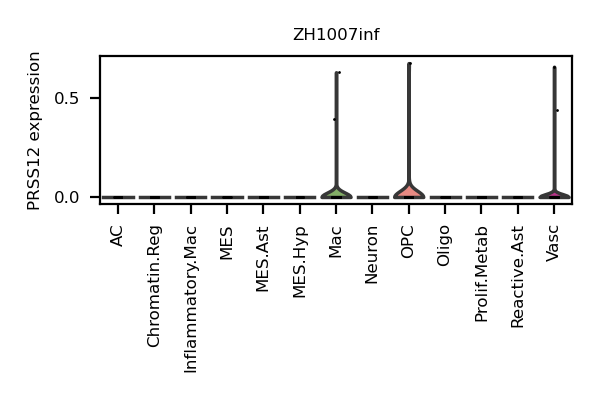 ZH1007inf
PRSS12 expression
0.5
0.0
AC
Chromatin.Reg
Inflammatory.Mac
MES
MES.Ast
MES.Hyp
Mac
Neuron
OPC
Oligo
Prolif.Metab
Reactive.Ast
Vasc